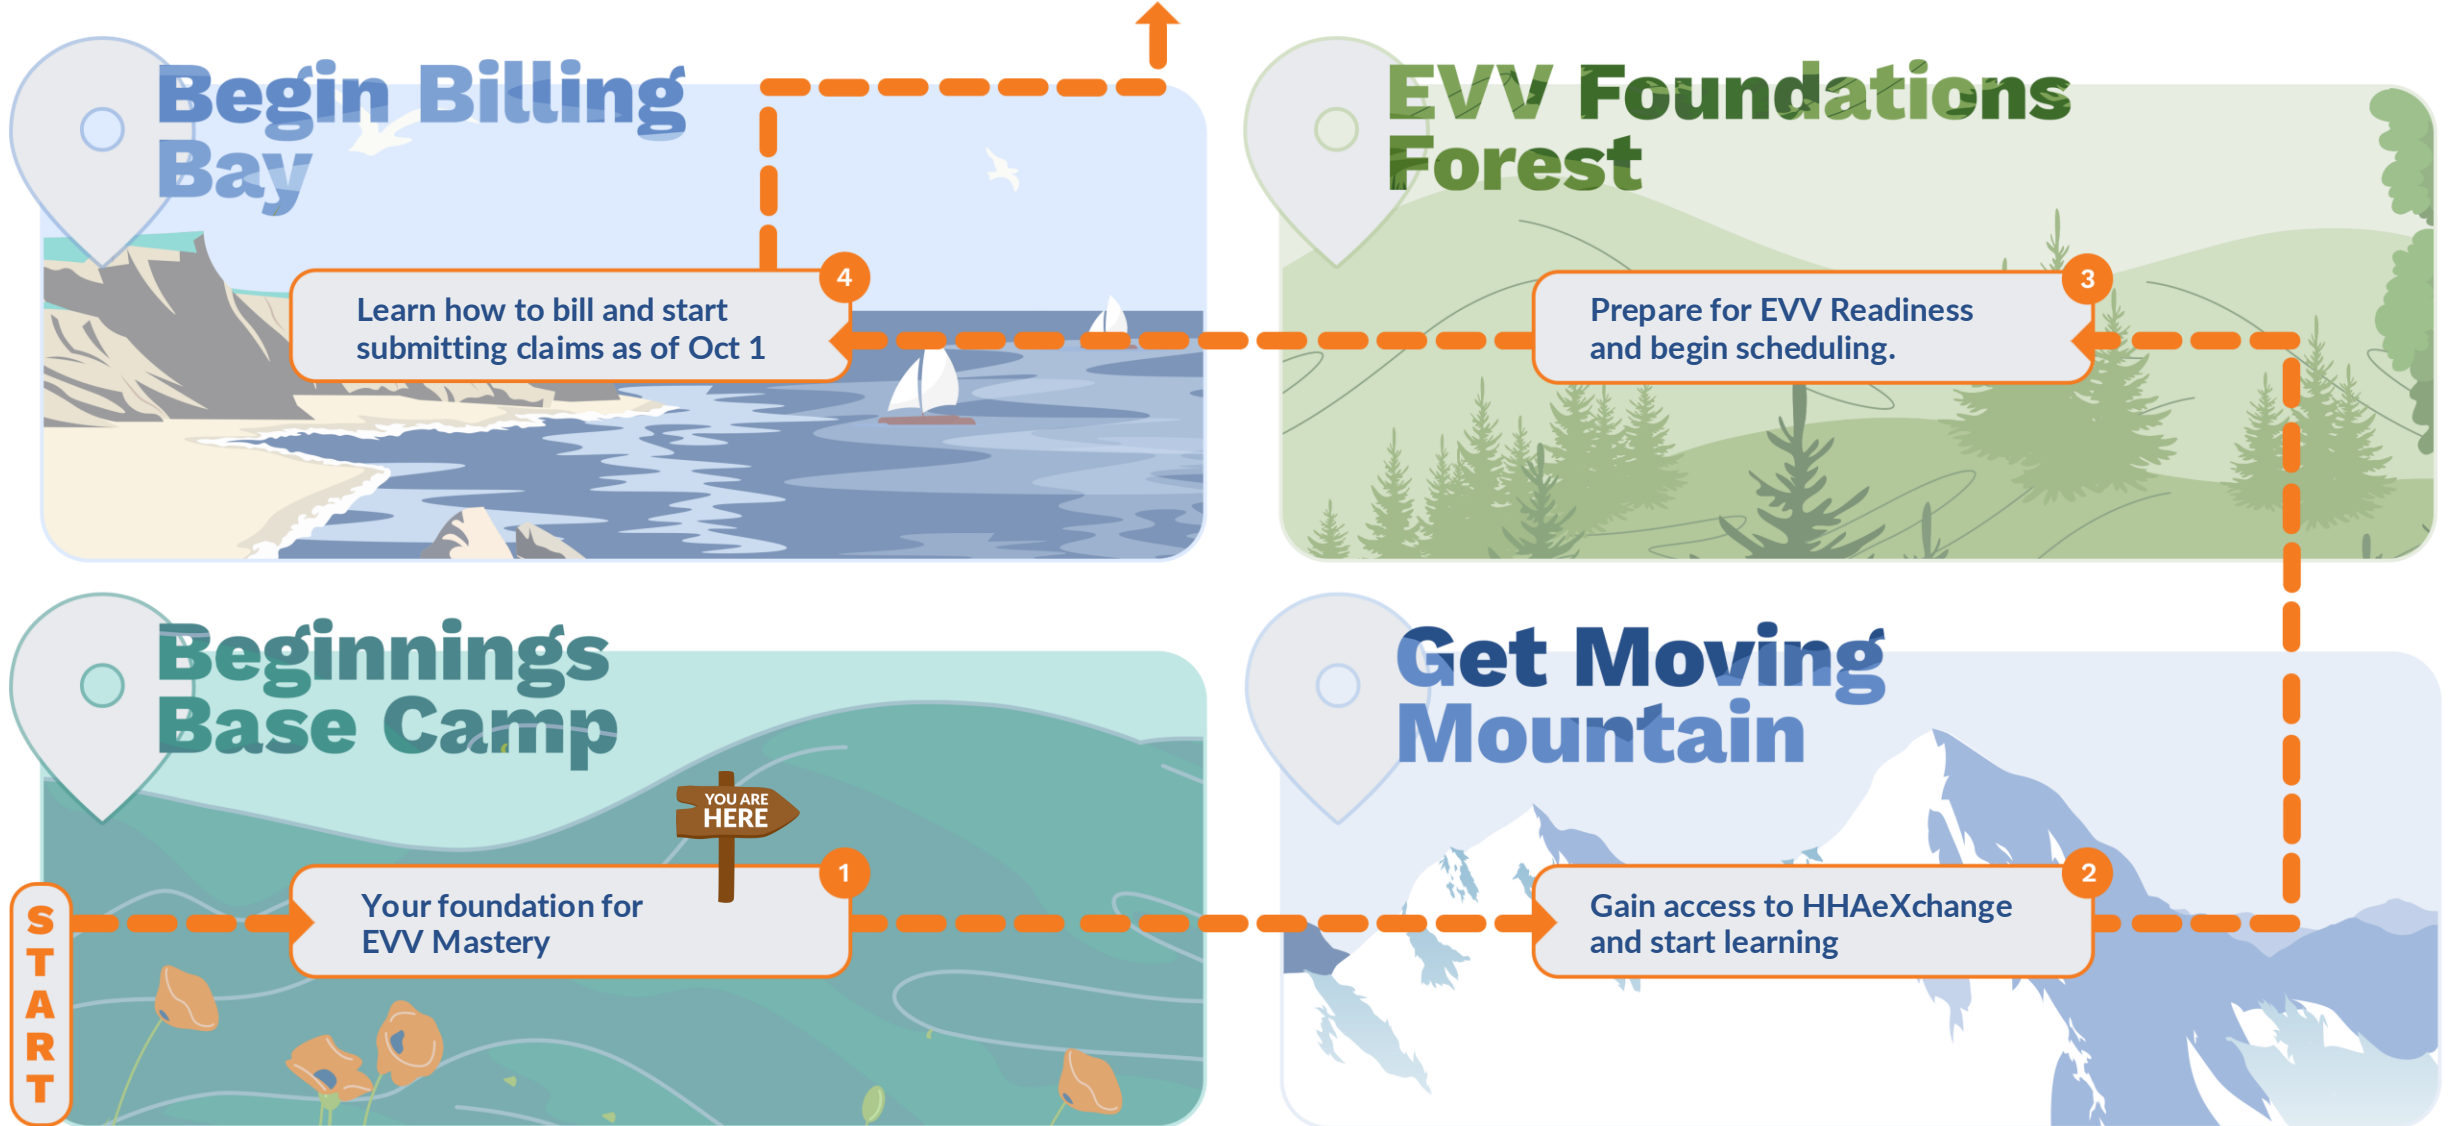 Begin Billing
Bay
4
Learn how to bill and start
submitting claims as of Oct 1
EVV Foundations
Forest
3
Prepare for EVV Readiness
and begin scheduling.
Beginnings
Base Camp
YOU ARE
HERE
1
Your foundation for
EVV Mastery
START
Get Moving
Mountain
2
Gain access to HHAeXchange
and start learning